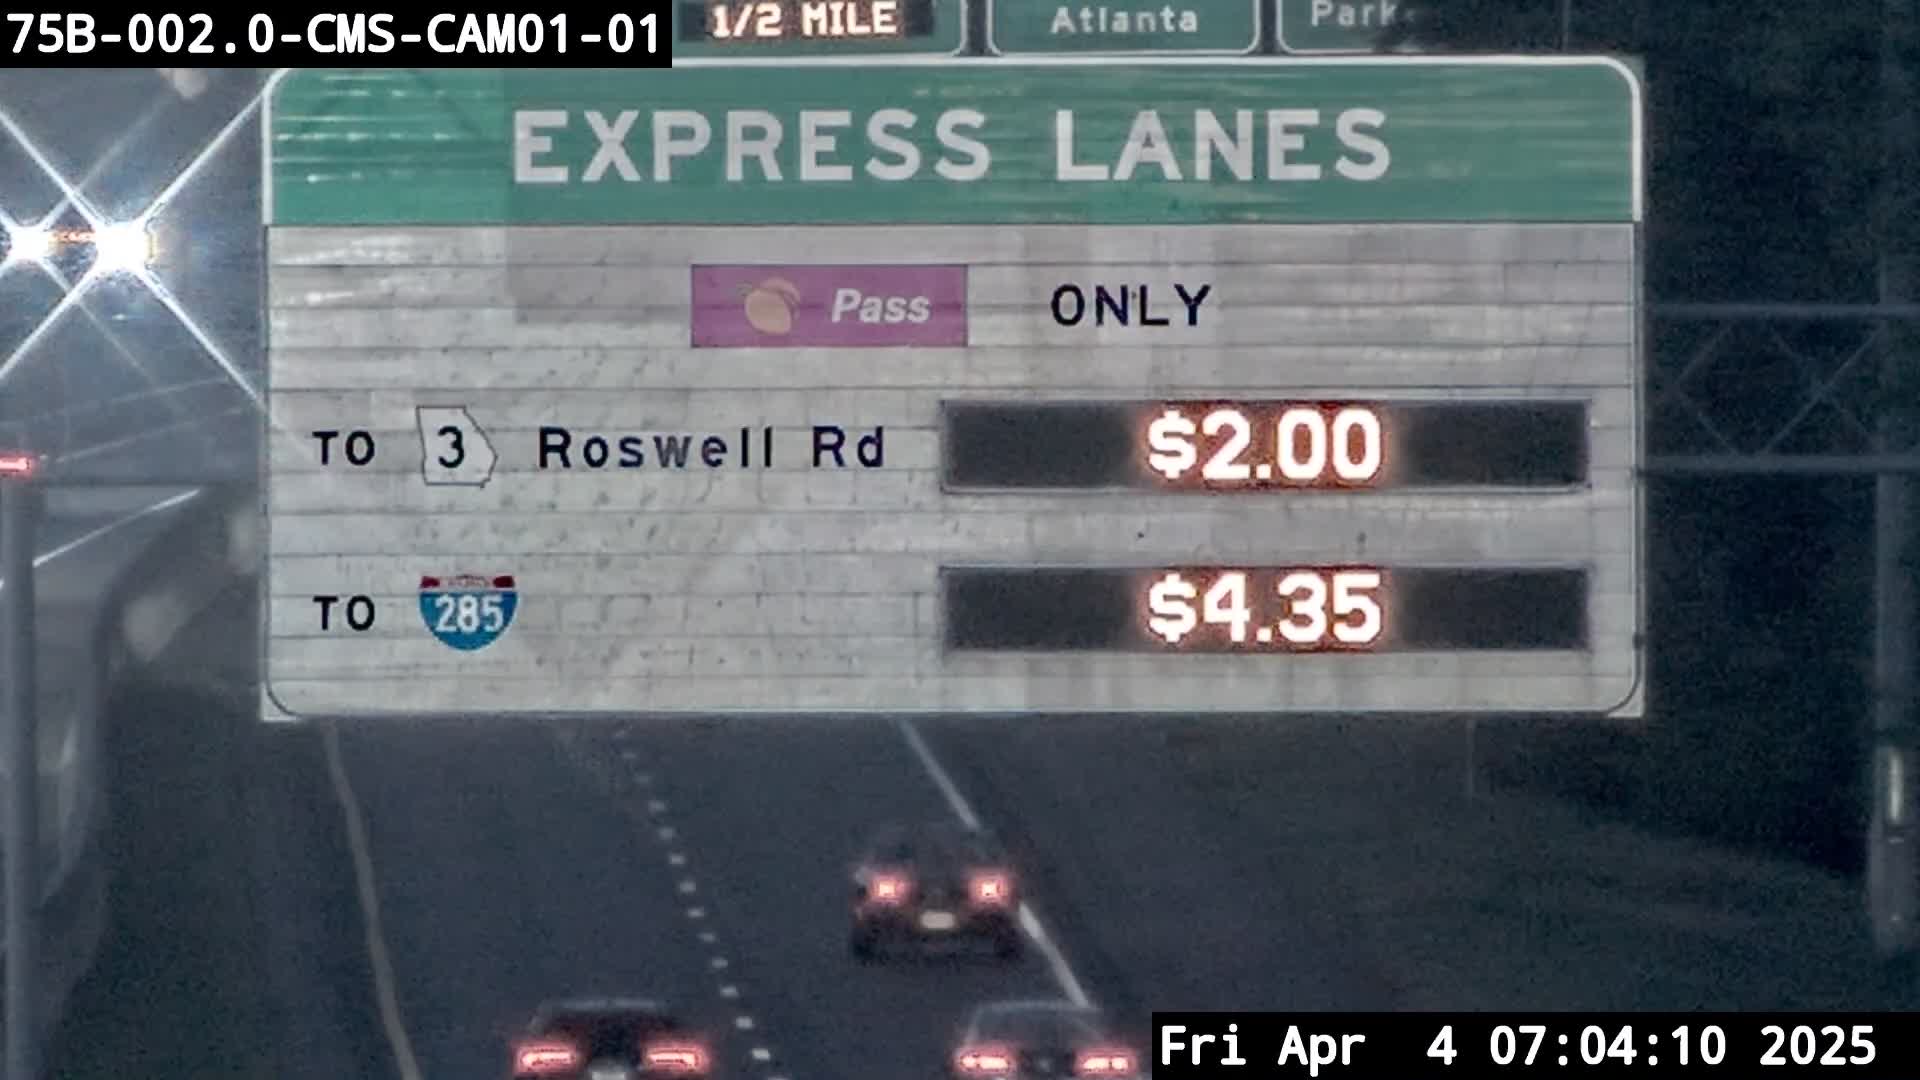 75B-002.0-CMS-CAM01-01
1/2 MILE
Atlanta
Park
EXPRESS LANES
Pass ONLY
TO 3 Roswell Rd $2.00
TO 285 $4.35
Fri Apr 4 07:04:10 2025